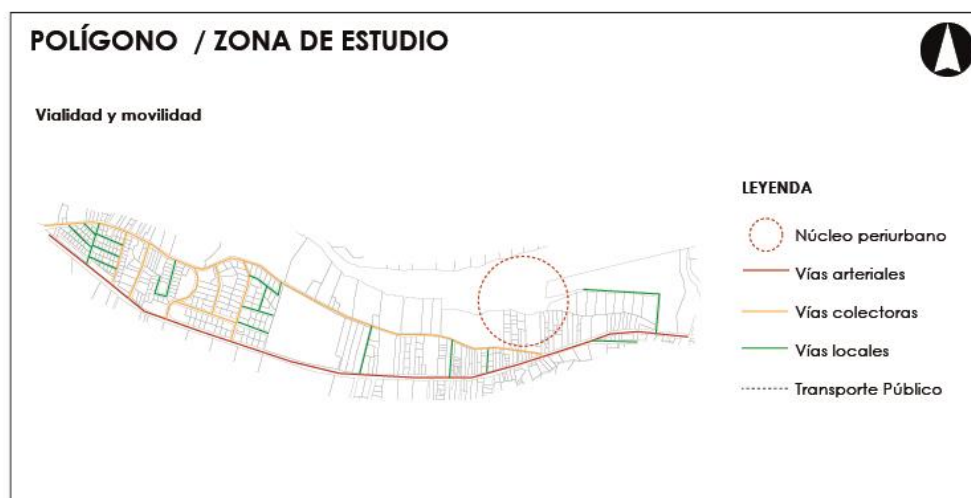 POLÍGONO / ZONA DE ESTUDIO
Vialidad y movilidad
LEYENDA
Núcleo periurbano
Vías arteriales
Vías colectoras
Vías locales
Transporte Público